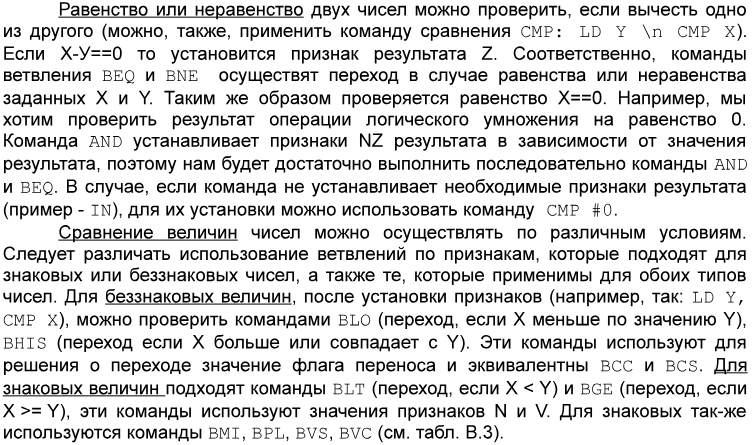 Равенство или неравенство двух чисел можно проверить, если вычесть одно
из другого (можно, также, применить команду сравнения CMP: LD Y \n CMP X).
Если X-У==0 то установится признак результата Z. Соответственно, команды
ветвления BEQ и BNE осуществят переход в случае равенства или неравенства
заданных X и Y. Таким же образом проверяется равенство X==0. Например, мы
хотим проверить результат операции логического умножения на равенство 0.
Команда AND устанавливает признаки NZ результата в зависимости от значения
результата, поэтому нам будет достаточно выполнить последовательно команды AND
и BEQ. В случае, если команда не устанавливает необходимые признаки результата
(пример - IN), для их установки можно использовать команду CMP #0.
Сравнение величин чисел можно осуществлять по различным условиям.
Следует различать использование ветвлений по признакам, которые подходят для
знаковых или беззнаковых чисел, а также те, которые применимы для обоих типов
чисел. Для беззнаковых величин, после установки признаков (например, так: LD Y,
CMP X), можно проверить командами BLO (переход, если X меньше по значению Y),
BHIS (переход если X больше или совпадает с Y). Эти команды используют для
решения о переходе значение флага переноса и эквивалентны BCC и BCS. Для
знаковых величин подходят команды BLT (переход, если X < Y) и BGE (переход, если
X >= Y), эти команды используют значения признаков N и V. Для знаковых так-же
используются команды BMI, BPL, BVS, BVC (см. табл. В.3).